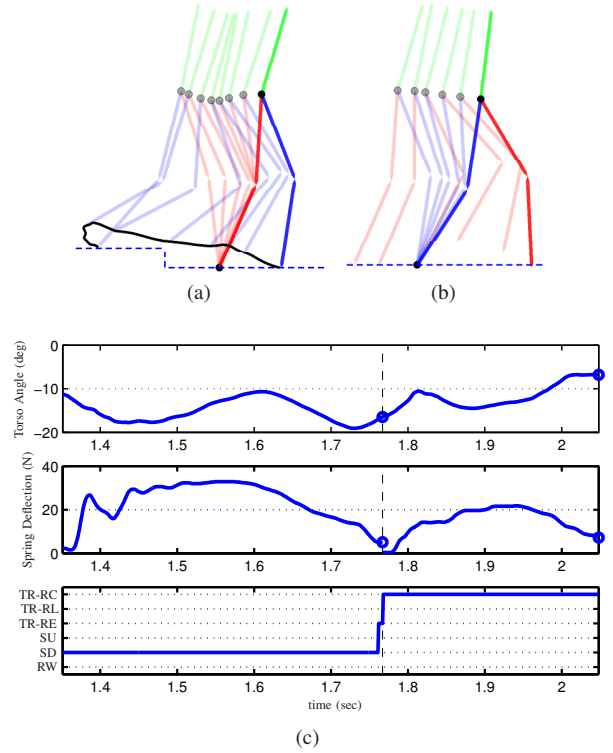 (a)
(b)
Torso Angle (deg)
0
−10
−20
1.4
1.5
1.6
1.7
1.8
1.9
2
Spring Deflection (N)
40
20
0
1.4
1.5
1.6
1.7
1.8
1.9
2
TR-RC
TR-RL
TR-RE
SU
SD
RW
1.4
1.5
1.6
1.7
1.8
1.9
2
time (sec)
(c)